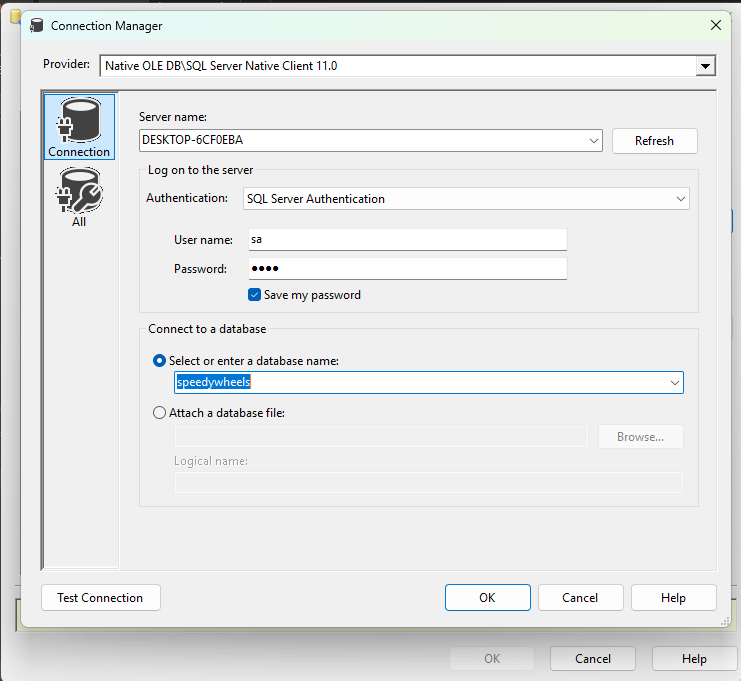 Connection Manager
Provider: Native OLE DB\SQL Server Native Client 11.0
Connection
All
Server name:
DESKTOP-6CF0EBA
Refresh
Log on to the server
Authentication: SQL Server Authentication
User name: sa
Password: ••••
Save my password
Connect to a database
Select or enter a database name:
speedywheels
Attach a database file:
Browse...
Logical name:
Test Connection OK Cancel Help
OK Cancel Help